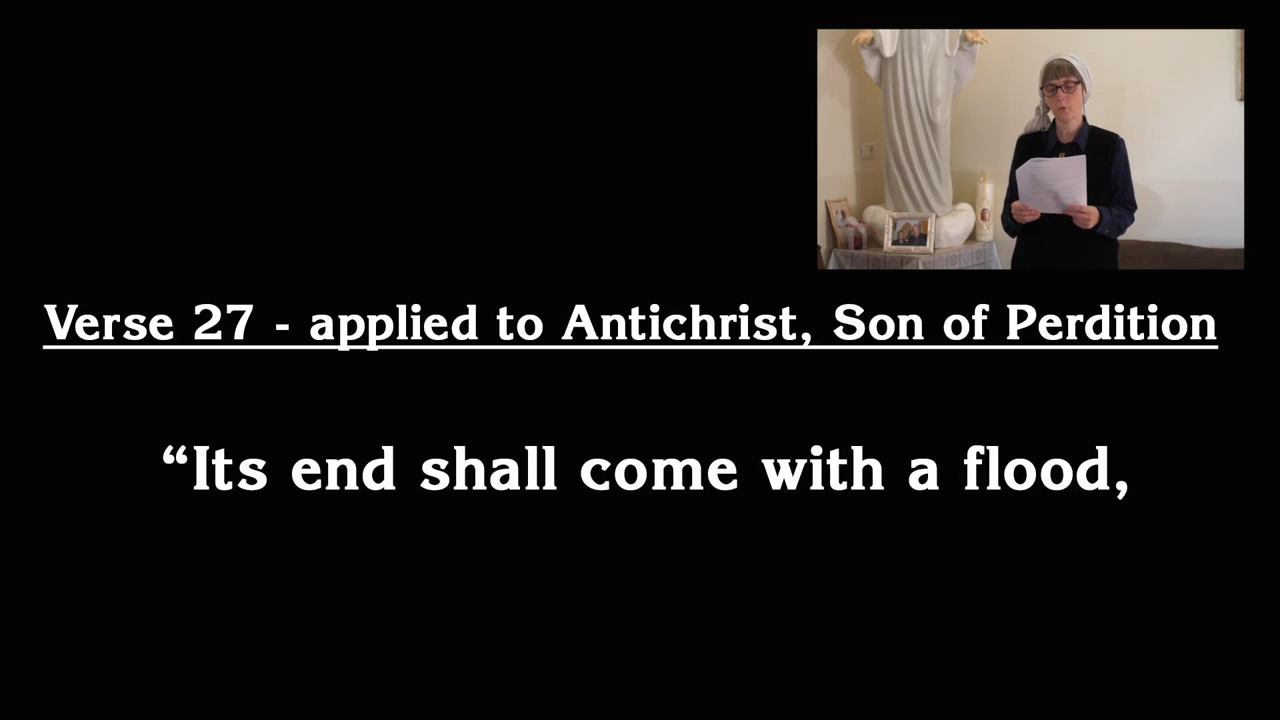 Verse 27 - applied to Antichrist, Son of Perdition
“Its end shall come with a flood,